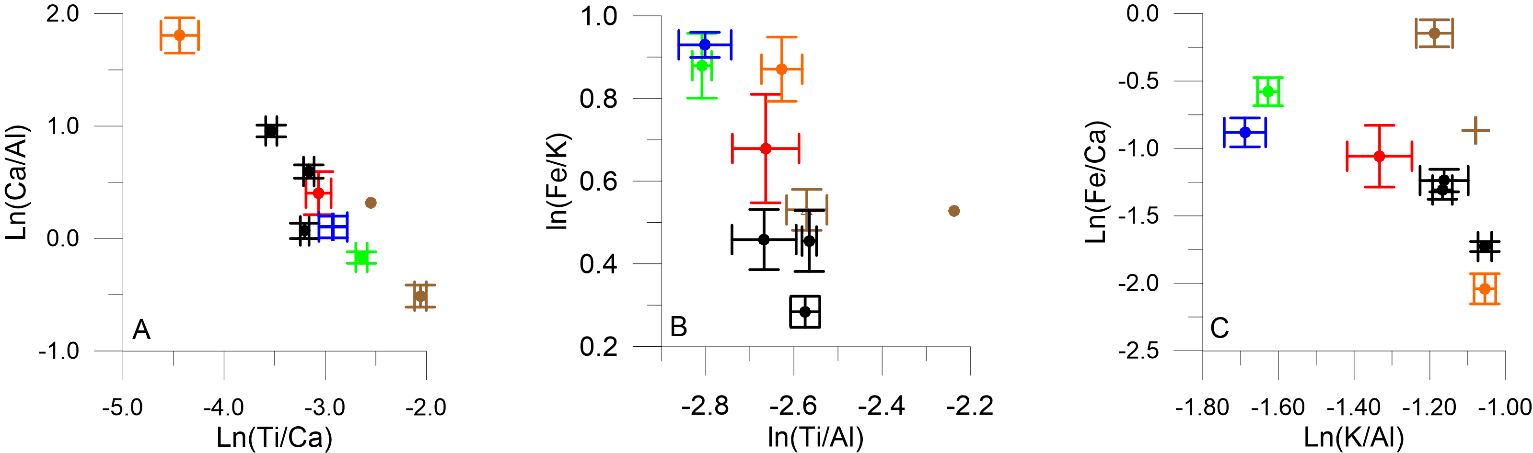 2.0
1.0
0.0
-1.0
Ln(Ca/Al)
A
-5.0 -4.0 -3.0 -2.0
Ln(Ti/Ca)
1.0
0.8
0.6
0.4
0.2
ln(Fe/K)
B
-2.8 -2.6 -2.4 -2.2
ln(Ti/Al)
0.0
-0.5
-1.0
-1.5
-2.0
-2.5
Ln(Fe/Ca)
C
-1.80 -1.60 -1.40 -1.20 -1.00
Ln(K/Al)